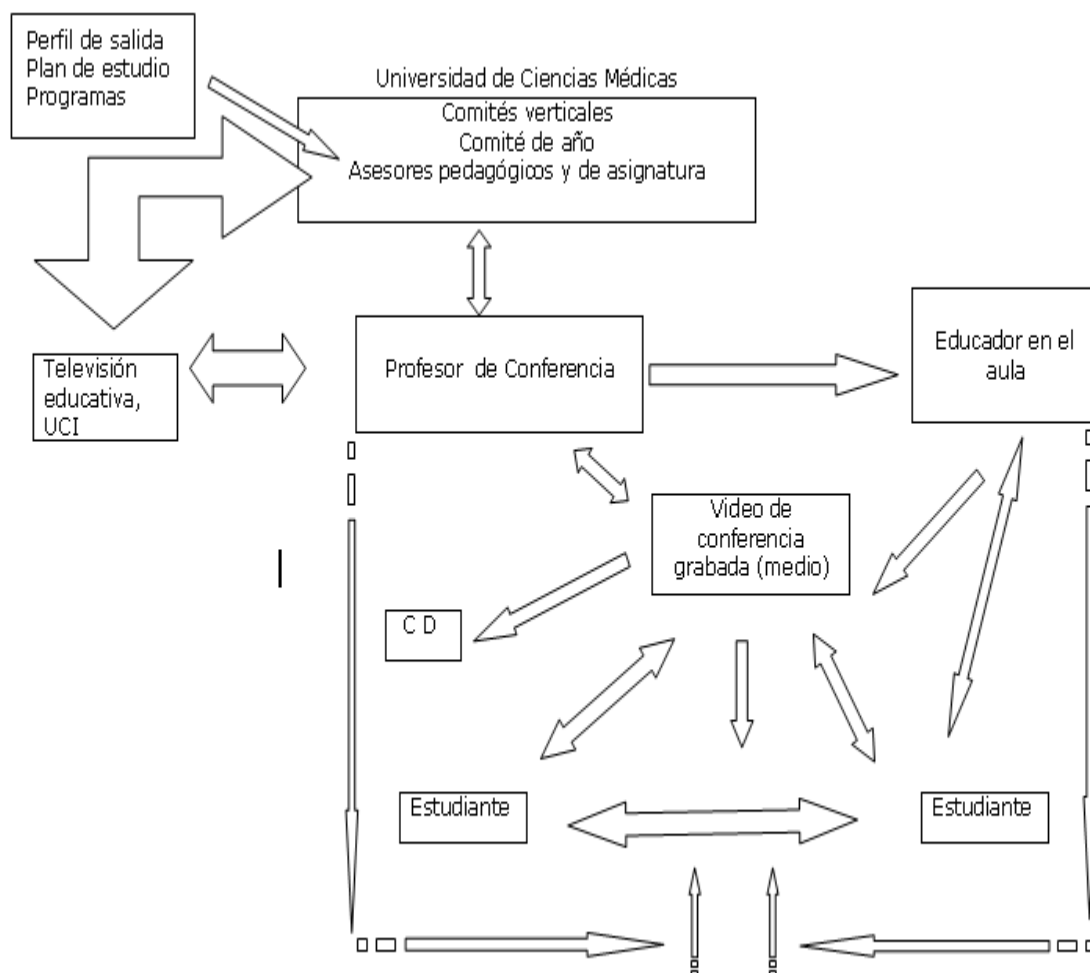 Perfil de salida
Plan de estudio
Programas
Universidad de Ciencias Médicas
Comités verticales
Comité de año
Asesores pedagógicos y de asignatura
Televisión
educativa,
UCI
Profesor de Conferencia
Educador en el
aula
Video de
conferencia
grabada (medio)
C D
Estudiante
Estudiante